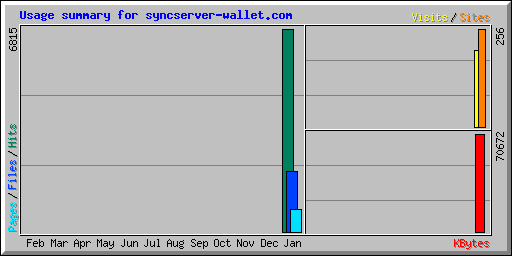 Usage summary for syncserver-wallet.com
Visits/Sites
6815
256
Pages/Files/Hits
70672
Feb Mar Apr May Jun Jul Aug Sep Oct Nov Dec Jan
KBytes